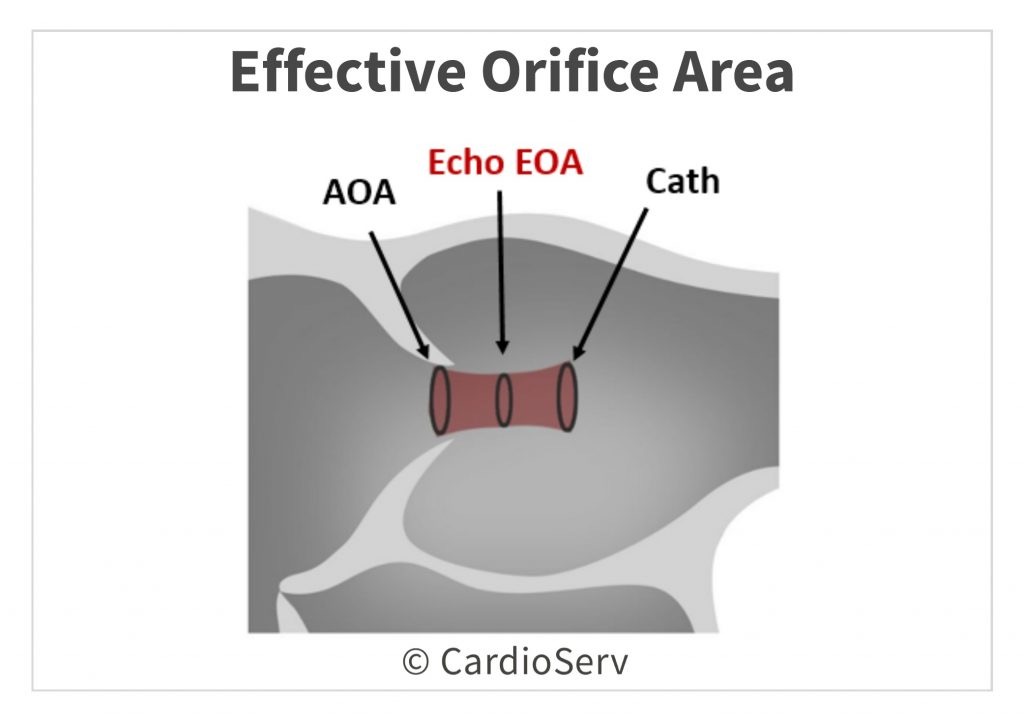 Effective Orifice Area
Echo EOA
AOA
Cath
© CardioServ